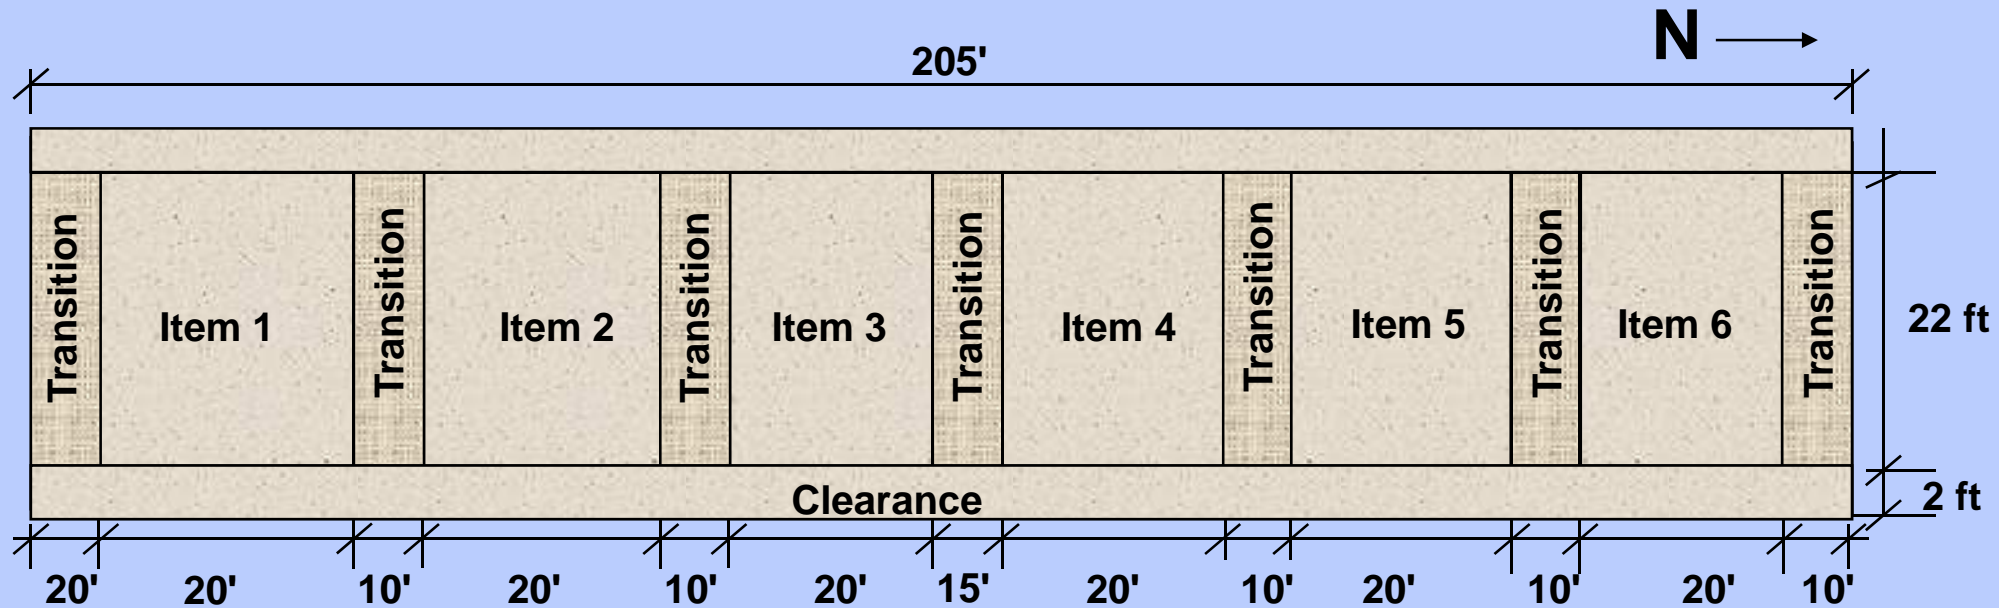 N
205'
Transition
Item 1
Transition
Item 2
Transition
Item 3
Transition
Item 4
Transition
Item 5
Transition
Item 6
Transition
22 ft
Clearance
2 ft
20' 20' 10' 20' 10' 20' 15' 20' 10' 20' 10' 20' 10'